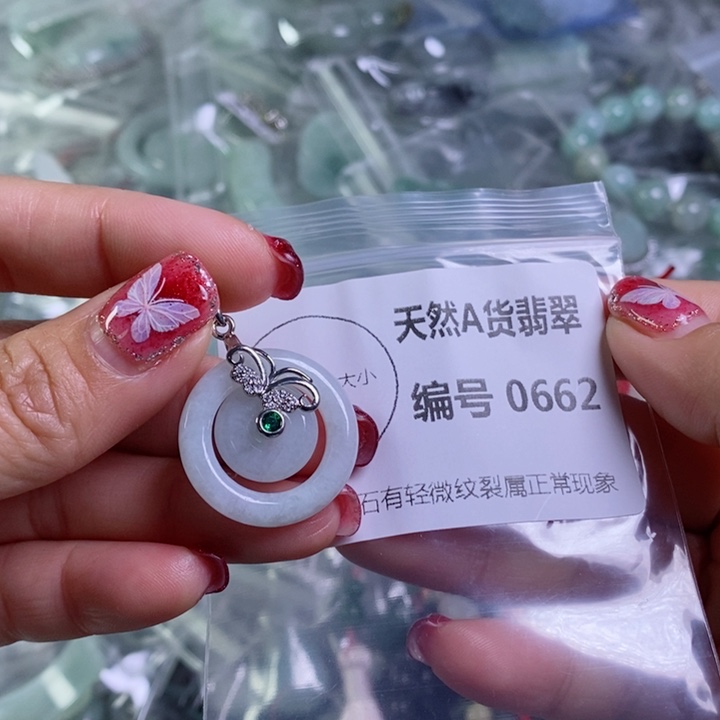 天然A货翡翠
大小
编号 0662
石有轻微纹裂属正常现象